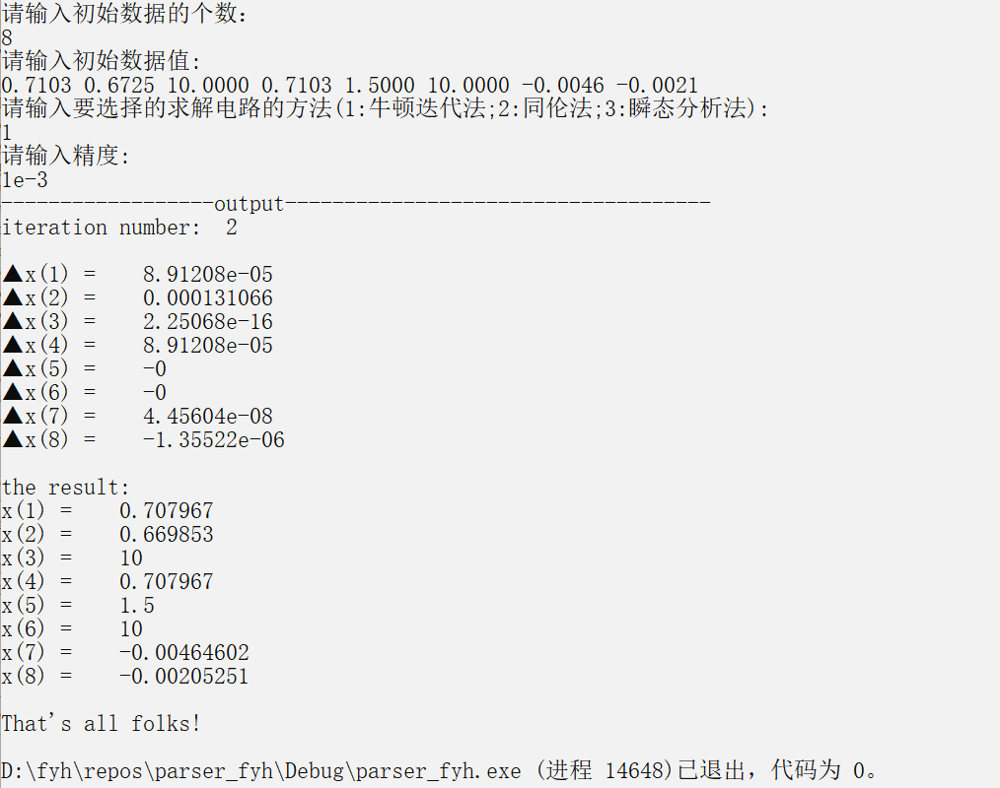 请输入初始数据的个数：
8
请输入初始数据值：
0.7103 0.6725 10.0000 0.7103 1.5000 10.0000 -0.0046 -0.0021
请输入要选择的求解电路的方法(1:牛顿迭代法;2:同伦法;3:瞬态分析法)：
1
请输入精度：
1e-3
------------------output------------------------------------
iteration number:  2
▲x(1) =    8.91208e-05
▲x(2) =    0.000131066
▲x(3) =    2.25068e-16
▲x(4) =    8.91208e-05
▲x(5) =    -0
▲x(6) =    -0
▲x(7) =    4.45604e-08
▲x(8) =    -1.35522e-06
the result:
x(1) =    0.707967
x(2) =    0.669853
x(3) =    10
x(4) =    0.707967
x(5) =    1.5
x(6) =    10
x(7) =    -0.00464602
x(8) =    -0.00205251
That's all folks!
D:\fyh\repos\parser_fyh\Debug\parser_fyh.exe (进程 14648)已退出，代码为 0。